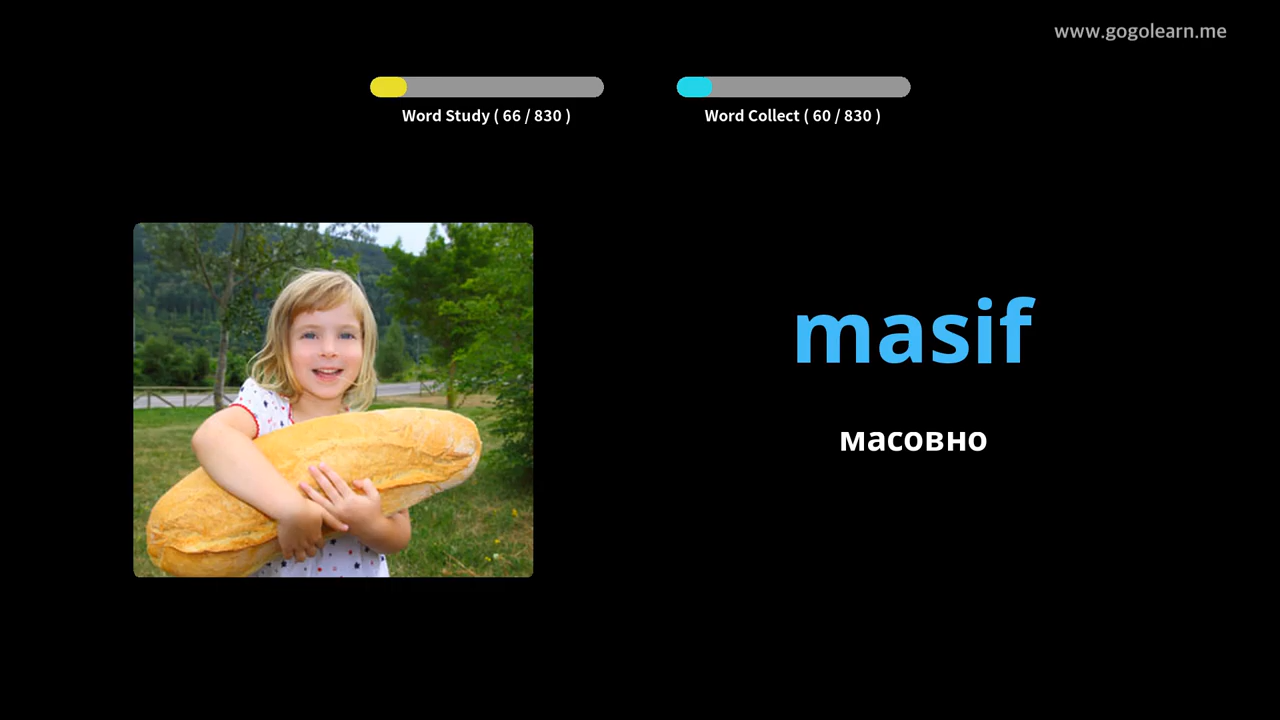 www.gogolearn.me
Word Study ( 66 / 830 )
Word Collect ( 60 / 830 )
masif
масовно